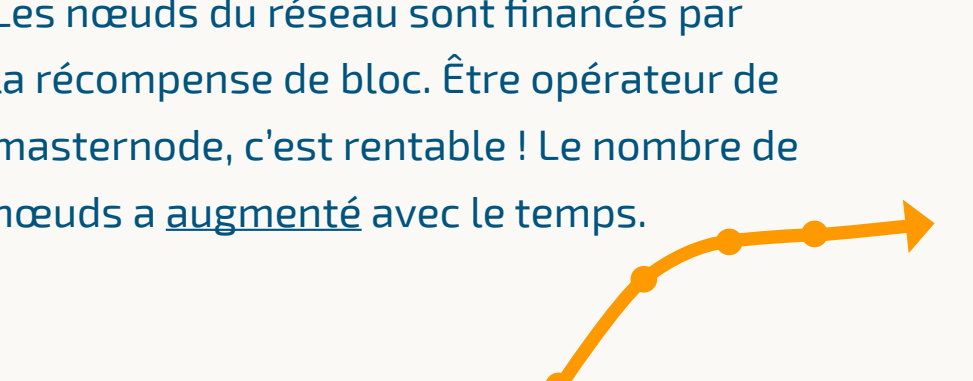 Les nœuds du réseau sont financés par
la récompense de bloc. Être opérateur de
masternode, c’est rentable ! Le nombre de
nœuds a augmenté avec le temps.